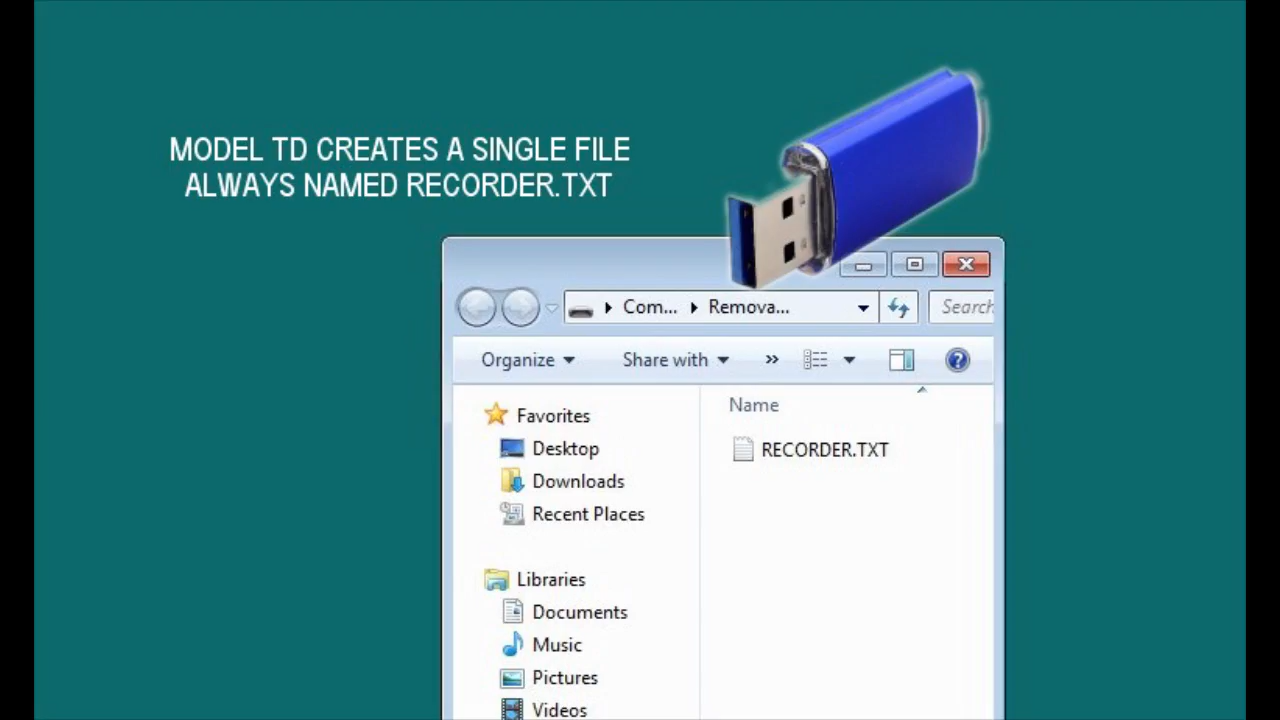 MODEL TD CREATES A SINGLE FILE
ALWAYS NAMED RECORDER.TXT
Com... Remova... Search
Organize Share with »
Favorites
Desktop
Downloads
Recent Places
Libraries
Documents
Music
Pictures
Videos
Name
RECORDER.TXT